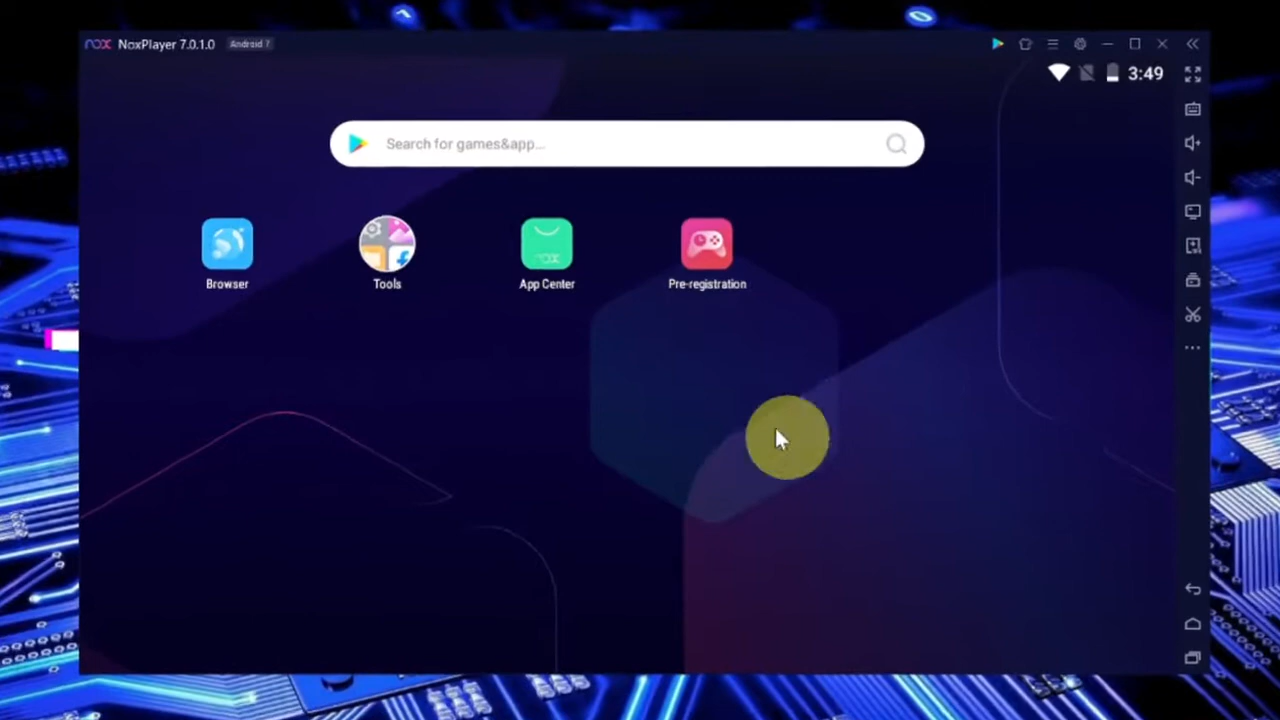 nox NoxPlayer 7.0.1.0 Android 7
3:49
Search for games&app...
Browser
Tools
App Center
Pre-registration